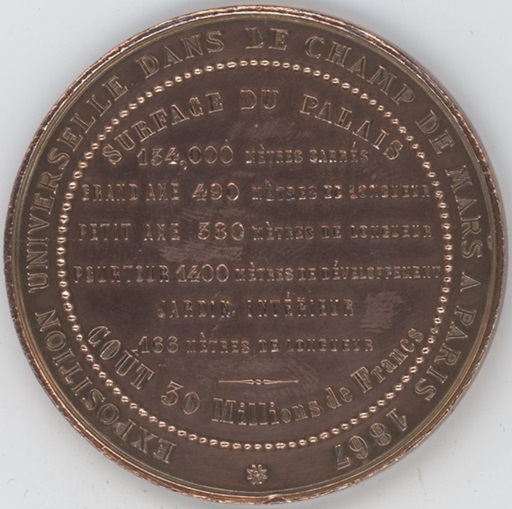 EXPOSITION UNIVERSELLE DANS LE CHAMP DE MARS A PARIS 1867
SURFACE DU PALAIS
154,000 MÈTRES CARRÉS
GRAND AXE 490 MÈTRES DE LONGUEUR
PETIT AXE 380 MÈTRES DE LONGUEUR
POURTOUR 1400 MÈTRES DE DÉVELOPPEMENT
JARDIN INTÉRIEUR
166 MÈTRES DE LONGUEUR
COUT 30 Millions de Francs